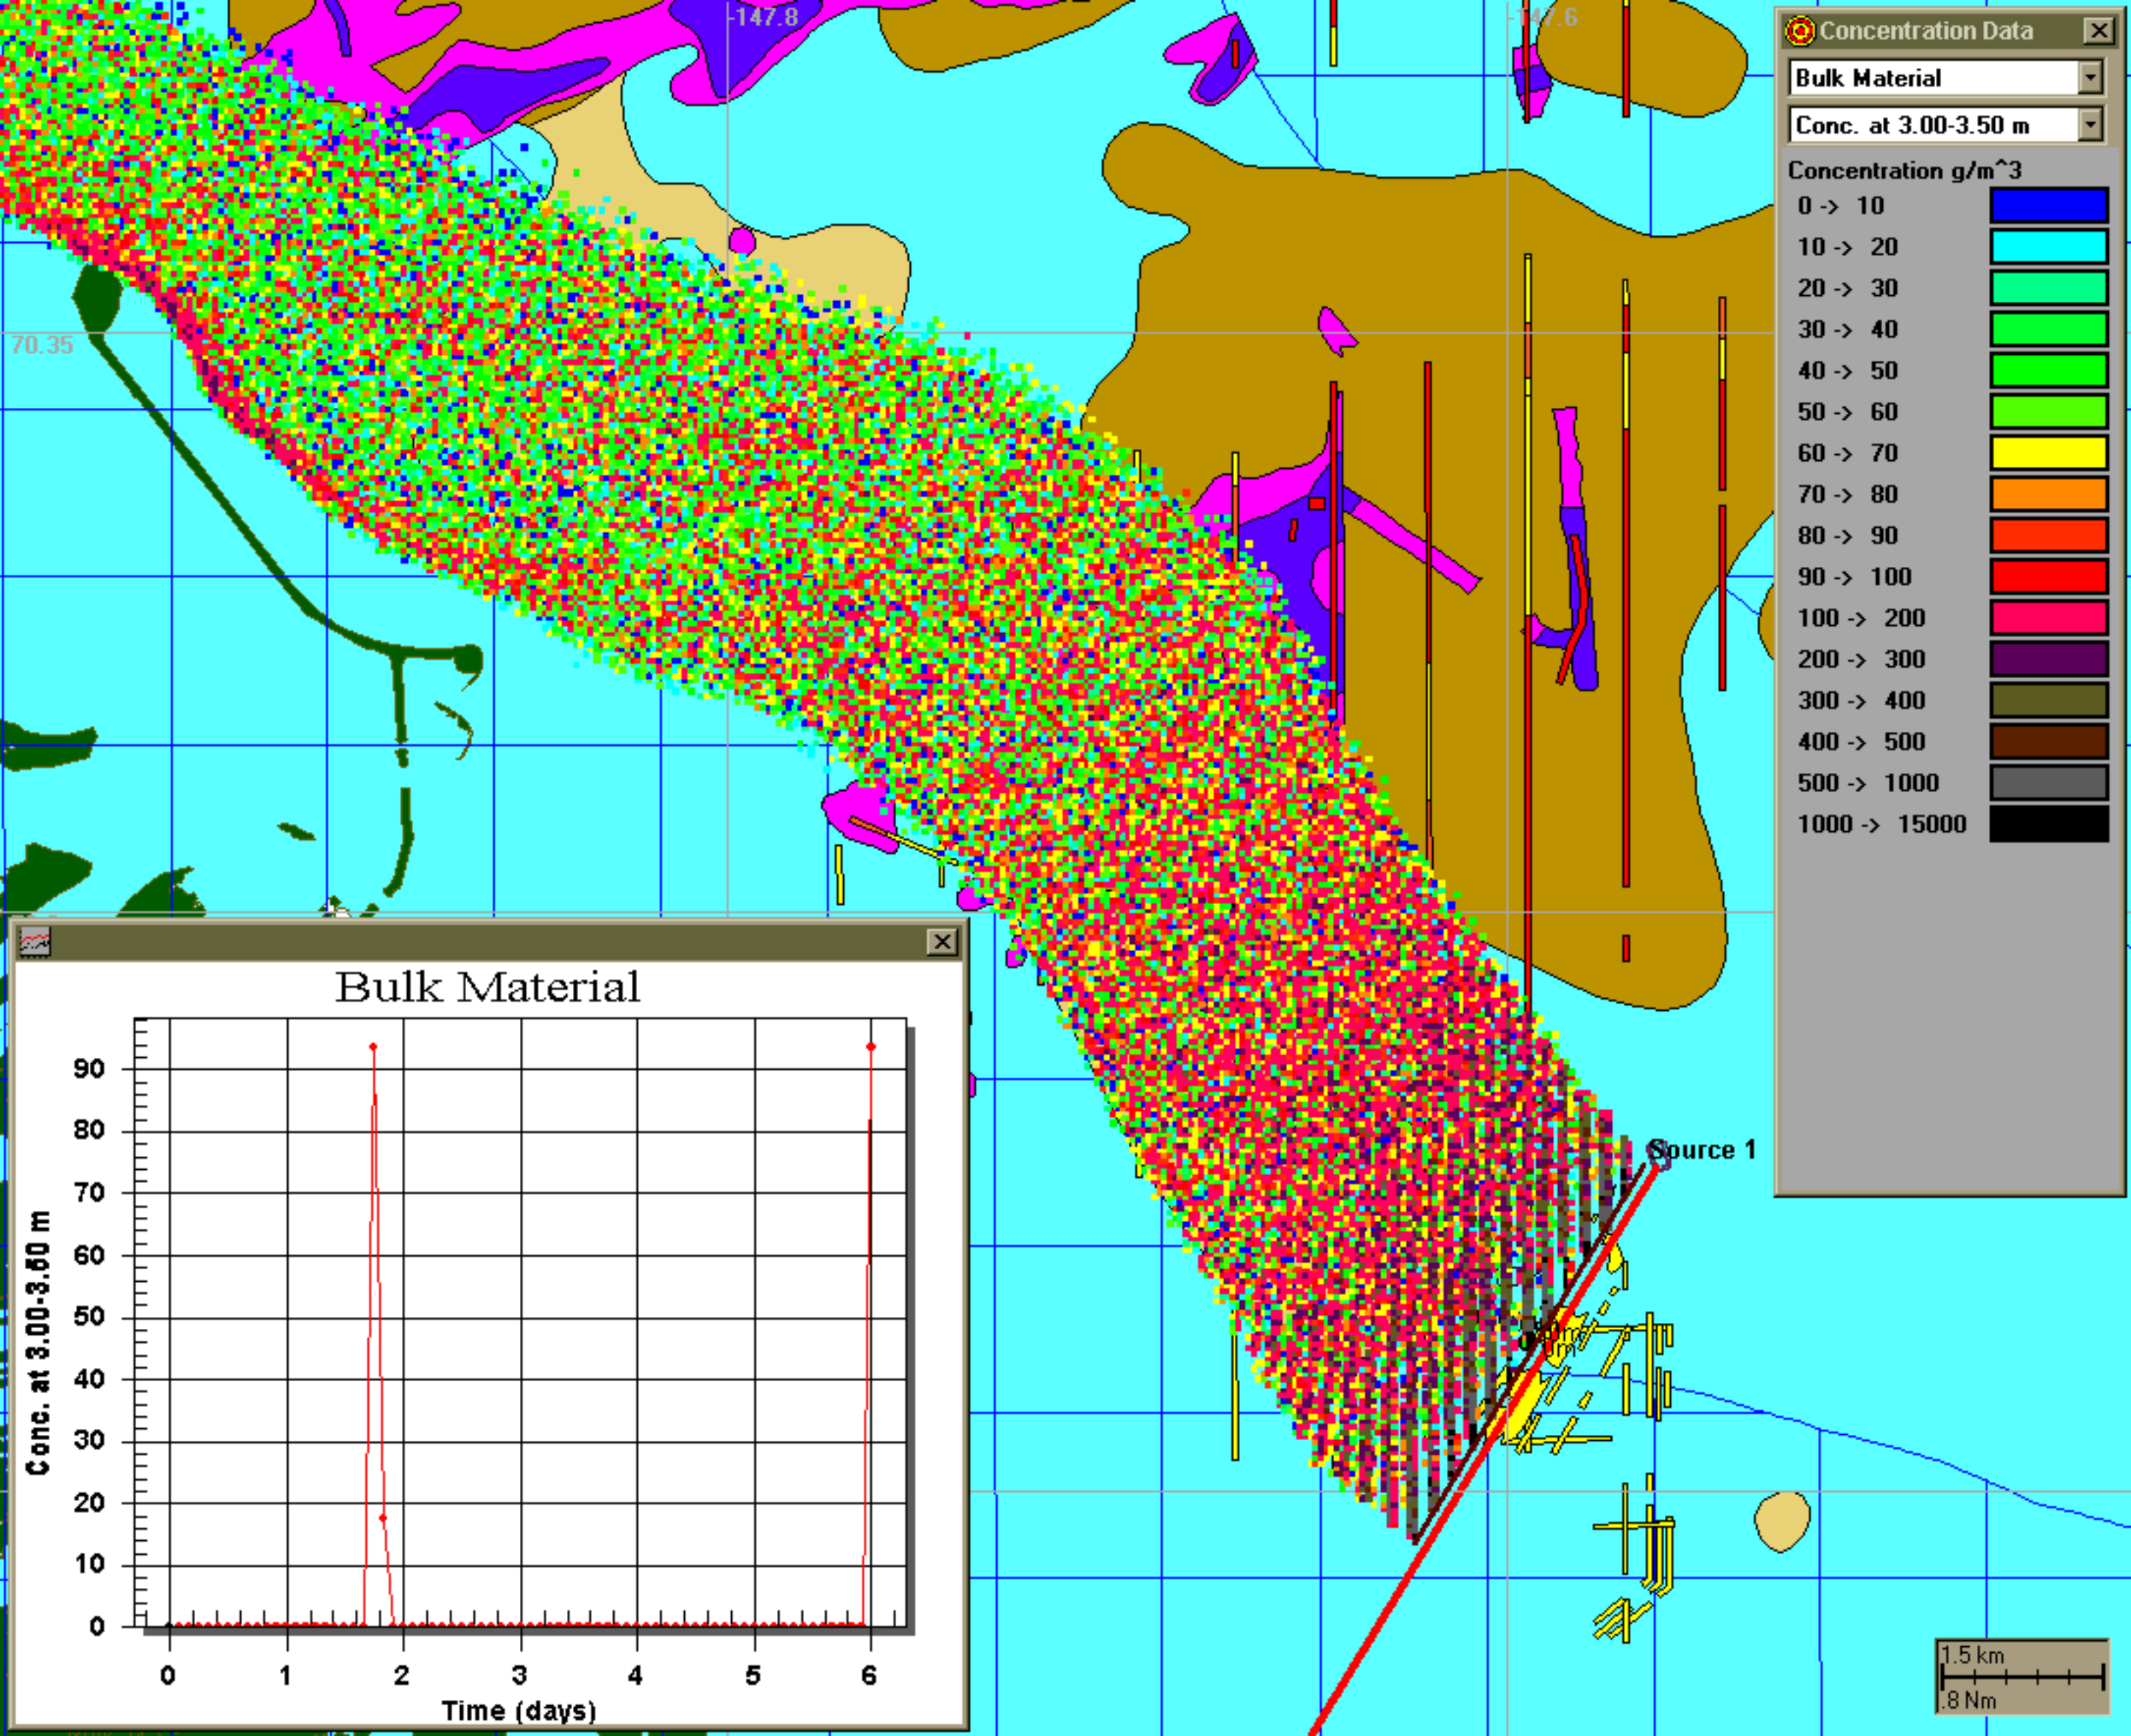 -147.8
-147.6
70.35
Source 1
Concentration Data
Bulk Material
Conc. at 3.00-3.50 m
Concentration g/m^3
0 -> 10
10 -> 20
20 -> 30
30 -> 40
40 -> 50
50 -> 60
60 -> 70
70 -> 80
80 -> 90
90 -> 100
100 -> 200
200 -> 300
300 -> 400
400 -> 500
500 -> 1000
1000 -> 15000
Bulk Material
Conc. at 3.00-3.50 m
90
80
70
60
50
40
30
20
10
0
0 1 2 3 4 5 6
Time (days)
1.5 km
.8 Nm